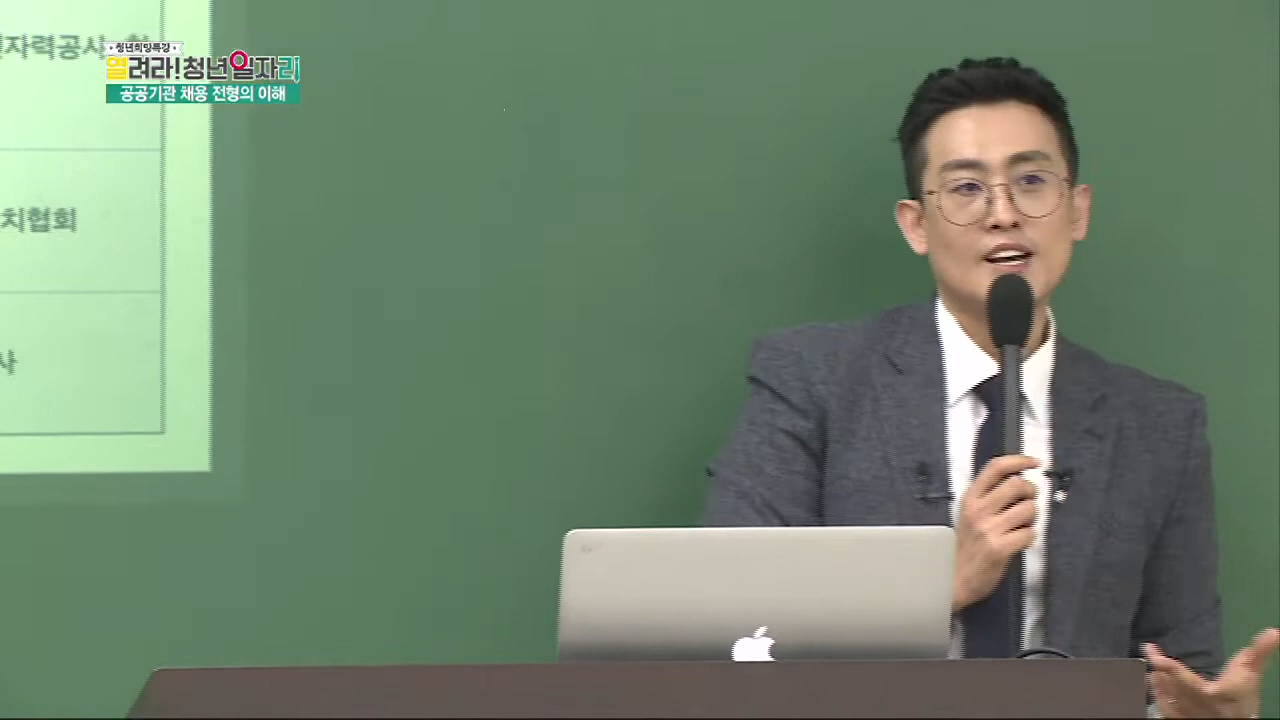 청년희망특강
열려라!청년일자리
공공기관 채용 전형의 이해
자력공사
치협회
사